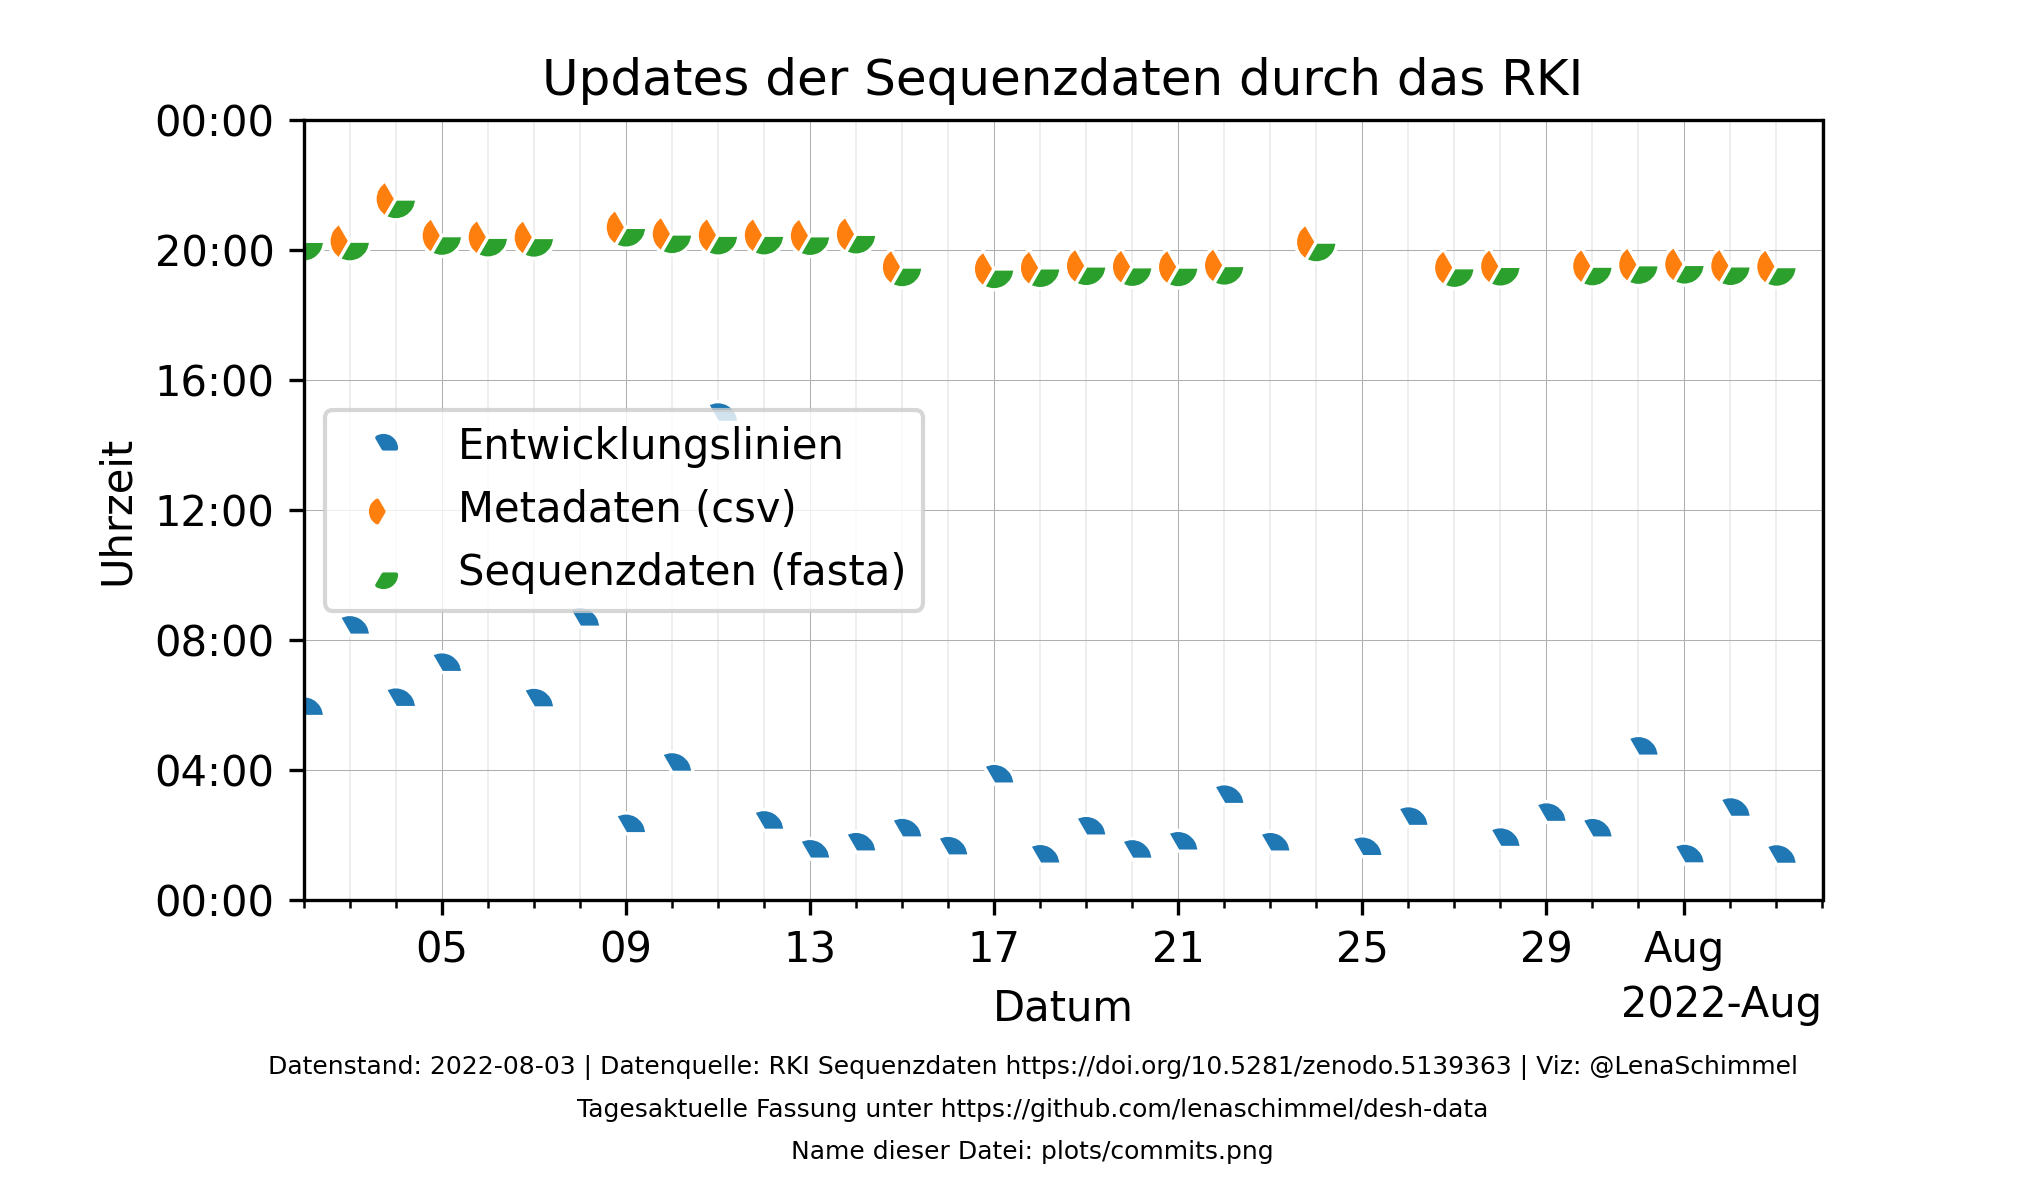 Updates der Sequenzdaten durch das RKI
00:00
20:00
16:00
12:00
08:00
04:00
00:00
Uhrzeit
Entwicklungslinien
Metadaten (csv)
Sequenzdaten (fasta)
05 09 13 17 21 25 29 Aug
2022-Aug
Datum
Datenstand: 2022-08-03 | Datenquelle: RKI Sequenzdaten https://doi.org/10.5281/zenodo.5139363 | Viz: @LenaSchimmel
Tagesaktuelle Fassung unter https://github.com/lenaschimmel/desh-data
Name dieser Datei: plots/commits.png